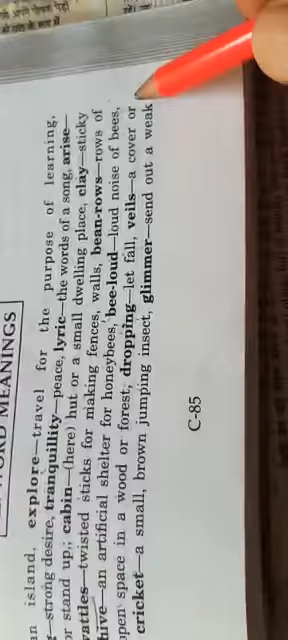 WORD MEANINGS
an island, explore—travel for the purpose of learning,
—strong desire, tranquillity—peace, lyric—the words of a song, arise—
or stand up,; cabin—(here) hut or a small dwelling place, clay—sticky
wattles—twisted sticks for making fences, walls, bean-rows—rows of
hive—an artificial shelter for honeybees, bee-loud—loud noise of bees,
open space in a wood or forest; dropping—let fall, veils—a cover or
cricket—a small, brown jumping insect, glimmer—send out a weak
C-85